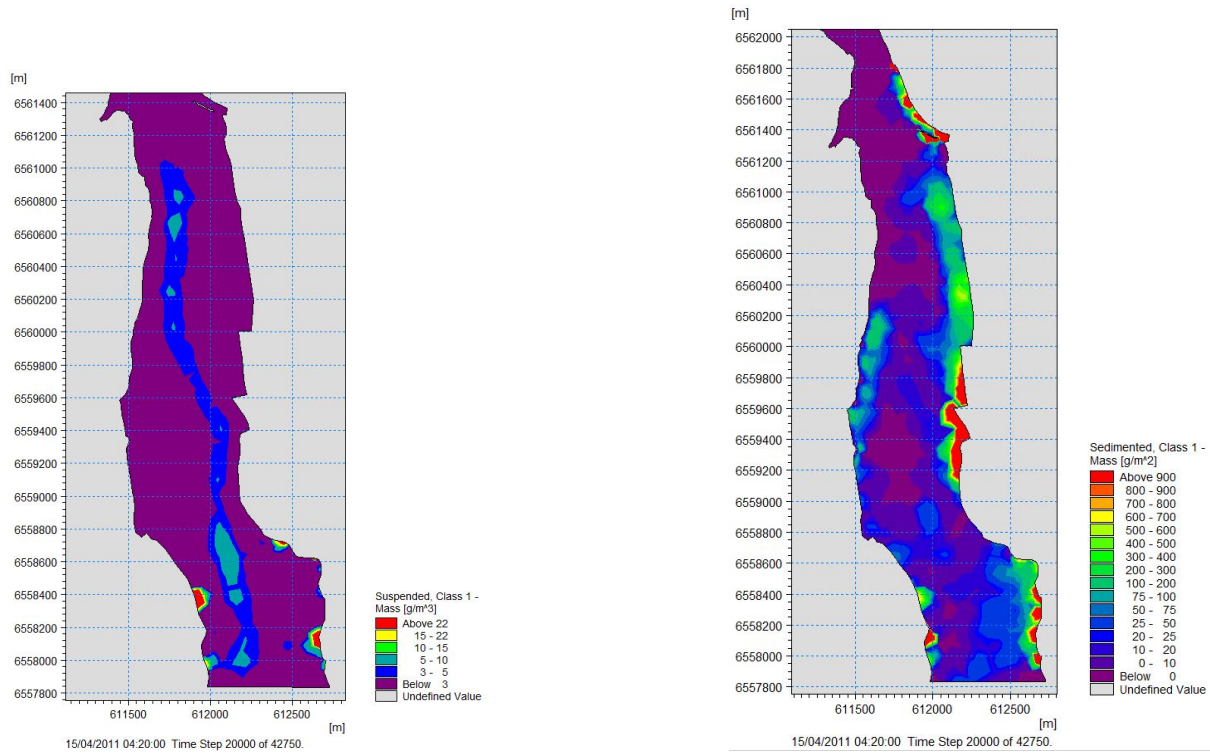 [m]
6561400
6561200
6561000
6560800
6560600
6560400
6560200
6560000
6559800
6559600
6559400
6559200
6559000
6558800
6558600
6558400
6558200
6558000
6557800
611500 612000 612500
[m]
15/04/2011 04:20:00 Time Step 20000 of 42750.
Suspended, Class 1 -
Mass [g/m^3]
Above 22
15 - 22
10 - 15
5 - 10
3 - 5
Below 3
Undefined Value
[m]
6562000
6561800
6561600
6561400
6561200
6561000
6560800
6560600
6560400
6560200
6560000
6559800
6559600
6559400
6559200
6559000
6558800
6558600
6558400
6558200
6558000
6557800
611500 612000 612500
[m]
15/04/2011 04:20:00 Time Step 20000 of 42750.
Sedimented, Class 1 -
Mass [g/m^2]
Above 900
800 - 900
700 - 800
600 - 700
500 - 600
400 - 500
300 - 400
200 - 300
100 - 200
75 - 100
50 - 75
25 - 50
20 - 25
10 - 20
0 - 10
Below 0
Undefined Value